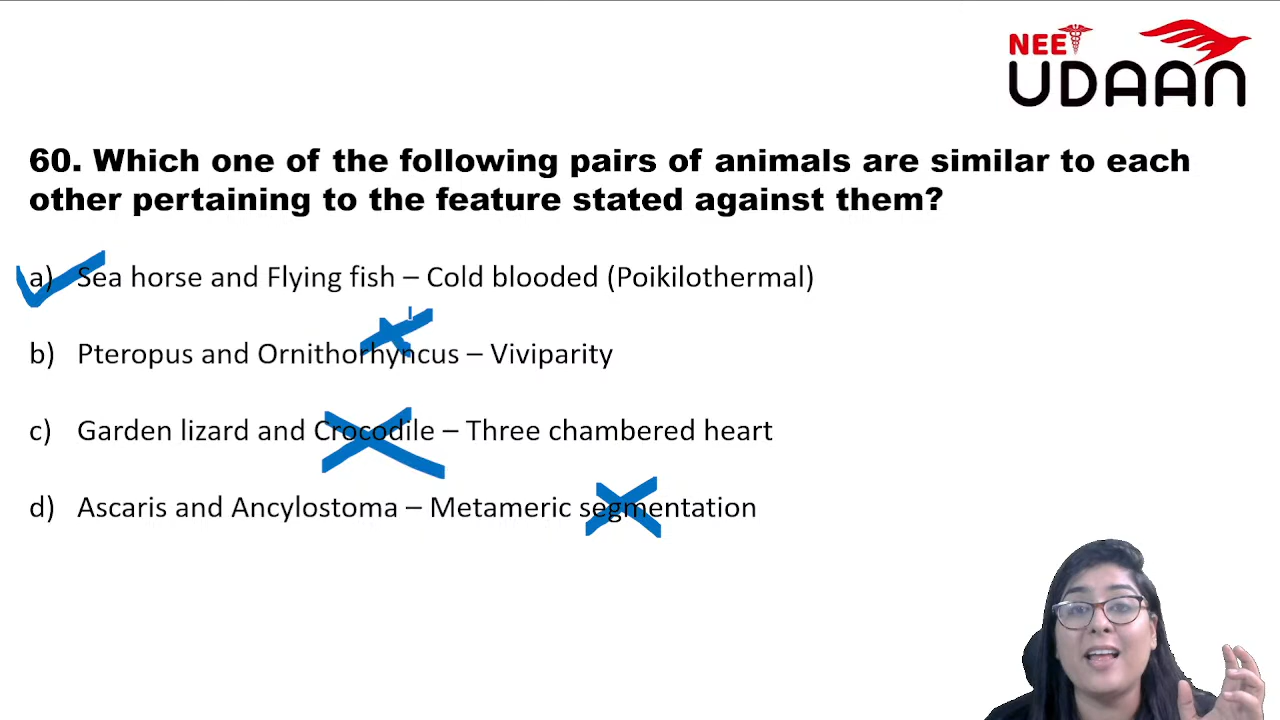 NEET
UDAAN
60. Which one of the following pairs of animals are similar to each
other pertaining to the feature stated against them?
a) Sea horse and Flying fish – Cold blooded (Poikilothermal)
b) Pteropus and Ornithorhyncus – Viviparity
c) Garden lizard and Crocodile – Three chambered heart
d) Ascaris and Ancylostoma – Metameric segmentation